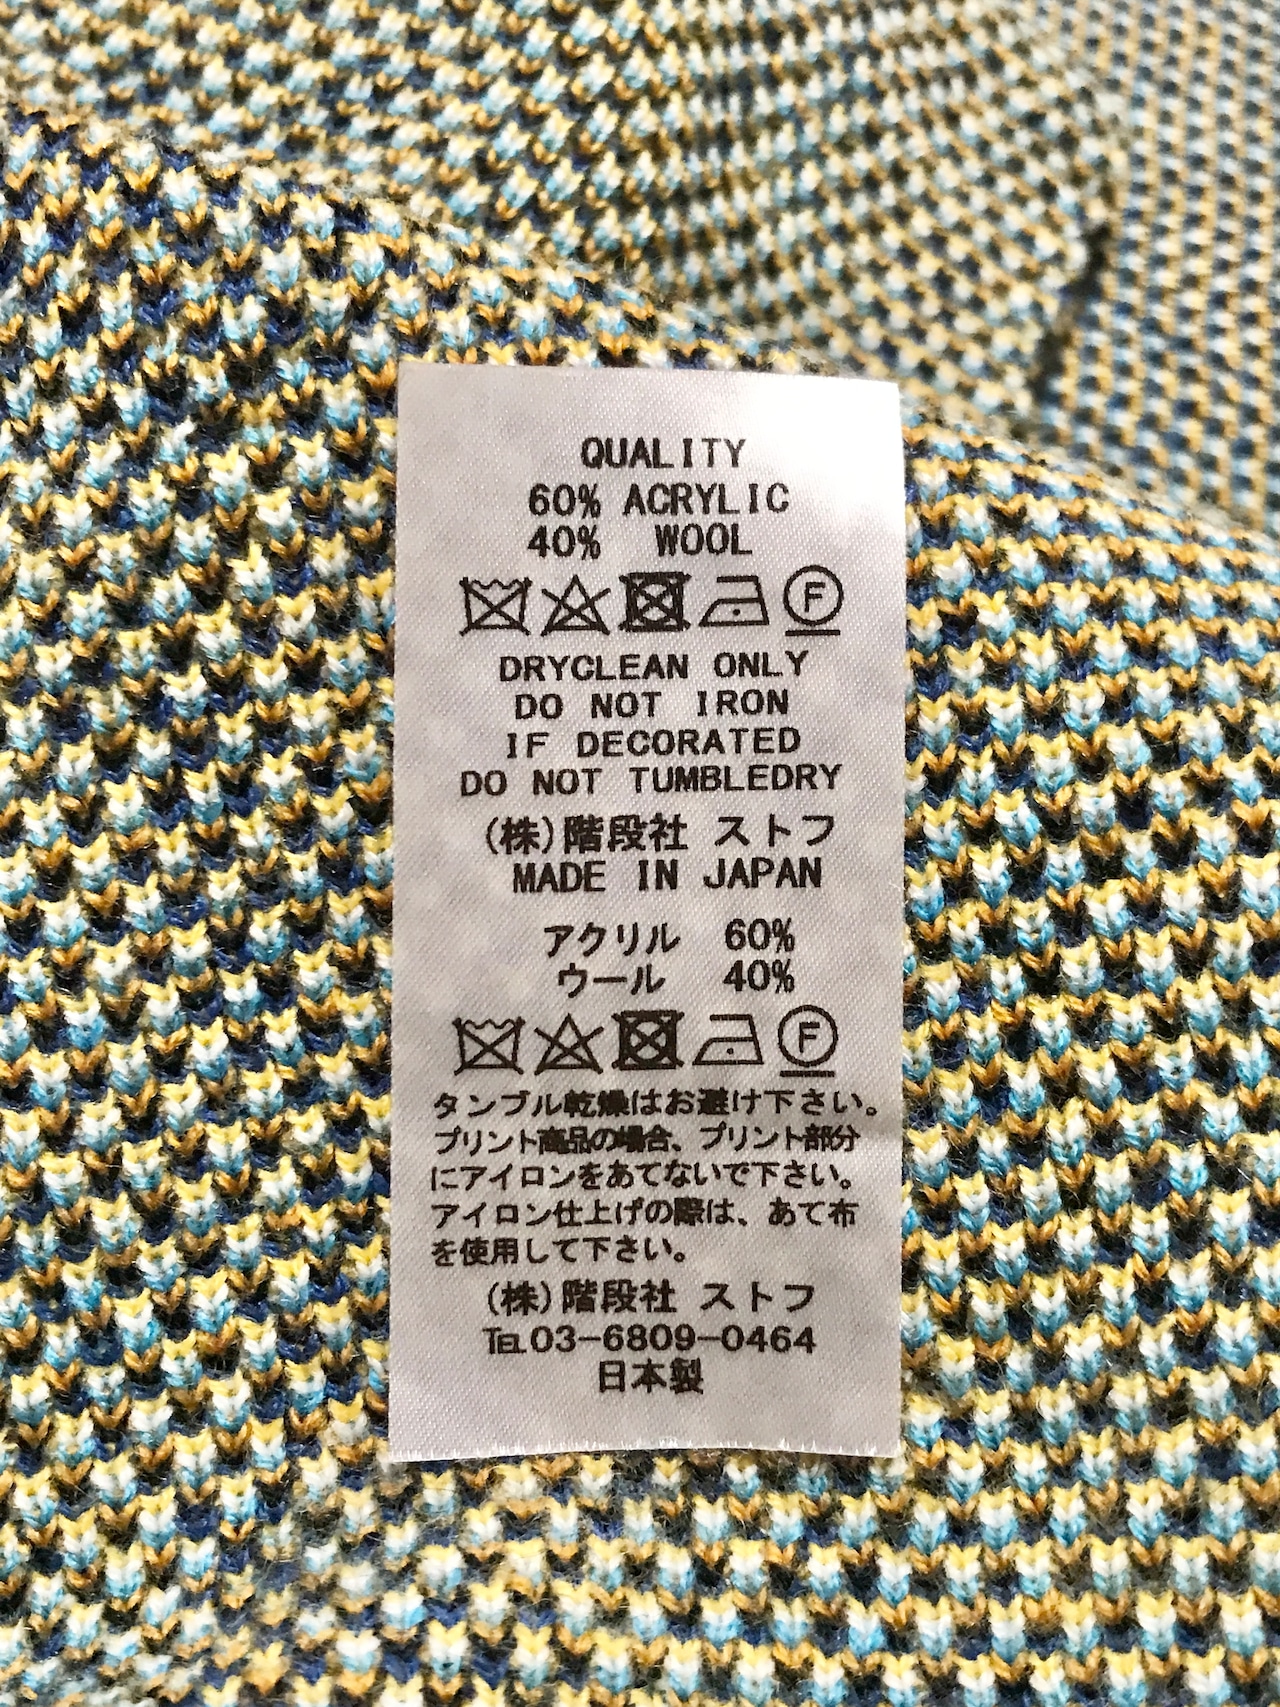 QUALITY
60% ACRYLIC
40% WOOL
F
DRYCLEAN ONLY
DO NOT IRON
IF DECORATED
DO NOT TUMBLEDRY
(株)階段社 ストフ
MADE IN JAPAN
アクリル 60%
ウール 40%
F
タンブル乾燥はお避け下さい。
プリント商品の場合、プリント部分
にアイロンをあてないで下さい。
アイロン仕上げの際は、あて布
を使用して下さい。
(株)階段社 ストフ
℡03-6809-0464
日本製